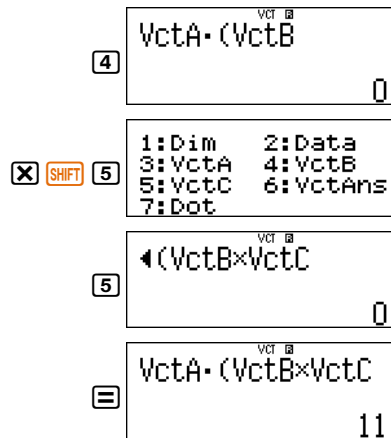 VCT D
VctA•(VctB
4
0
1:Dim 2:Data
3:VctA 4:VctB
× SHIFT 5
5:VctC 6:VctAns
7:Dot
VCT D
◀(VctB×VctC
5
0
VCT D
VctA•(VctB×VctC
=
11